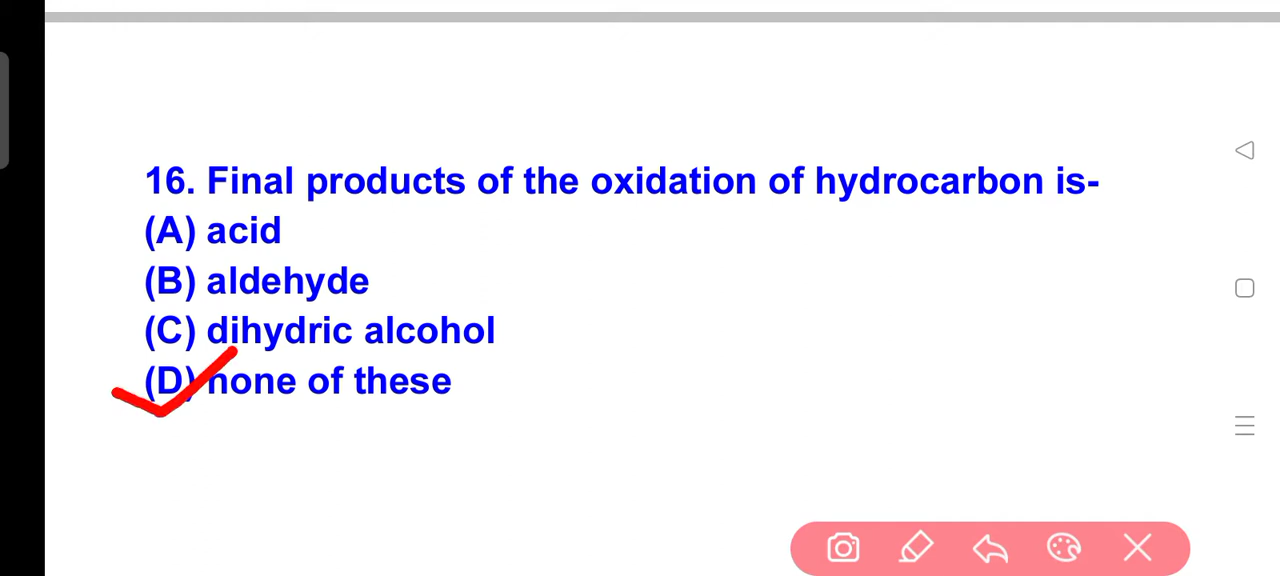 16. Final products of the oxidation of hydrocarbon is-
(A) acid
(B) aldehyde
(C) dihydric alcohol
(D) none of these